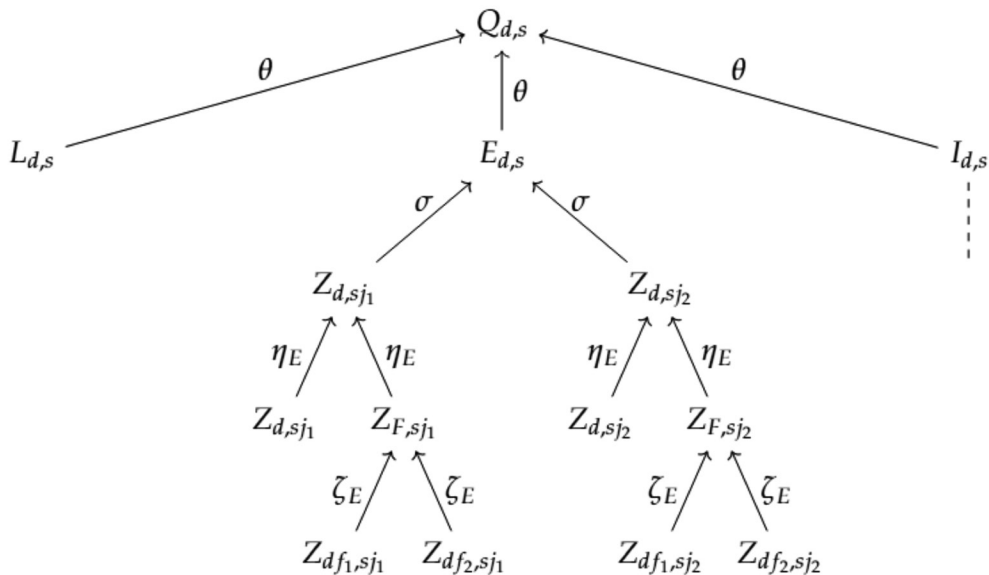 Q_{d,s}
θ θ θ
L_{d,s} E_{d,s} I_{d,s}
σ σ
Z_{d,sj_1} Z_{d,sj_2}
η_E η_E η_E η_E
Z_{d,sj_1} Z_{F,sj_1} Z_{d,sj_2} Z_{F,sj_2}
ζ_E ζ_E ζ_E ζ_E
Z_{df_1,sj_1} Z_{df_2,sj_1} Z_{df_1,sj_2} Z_{df_2,sj_2}